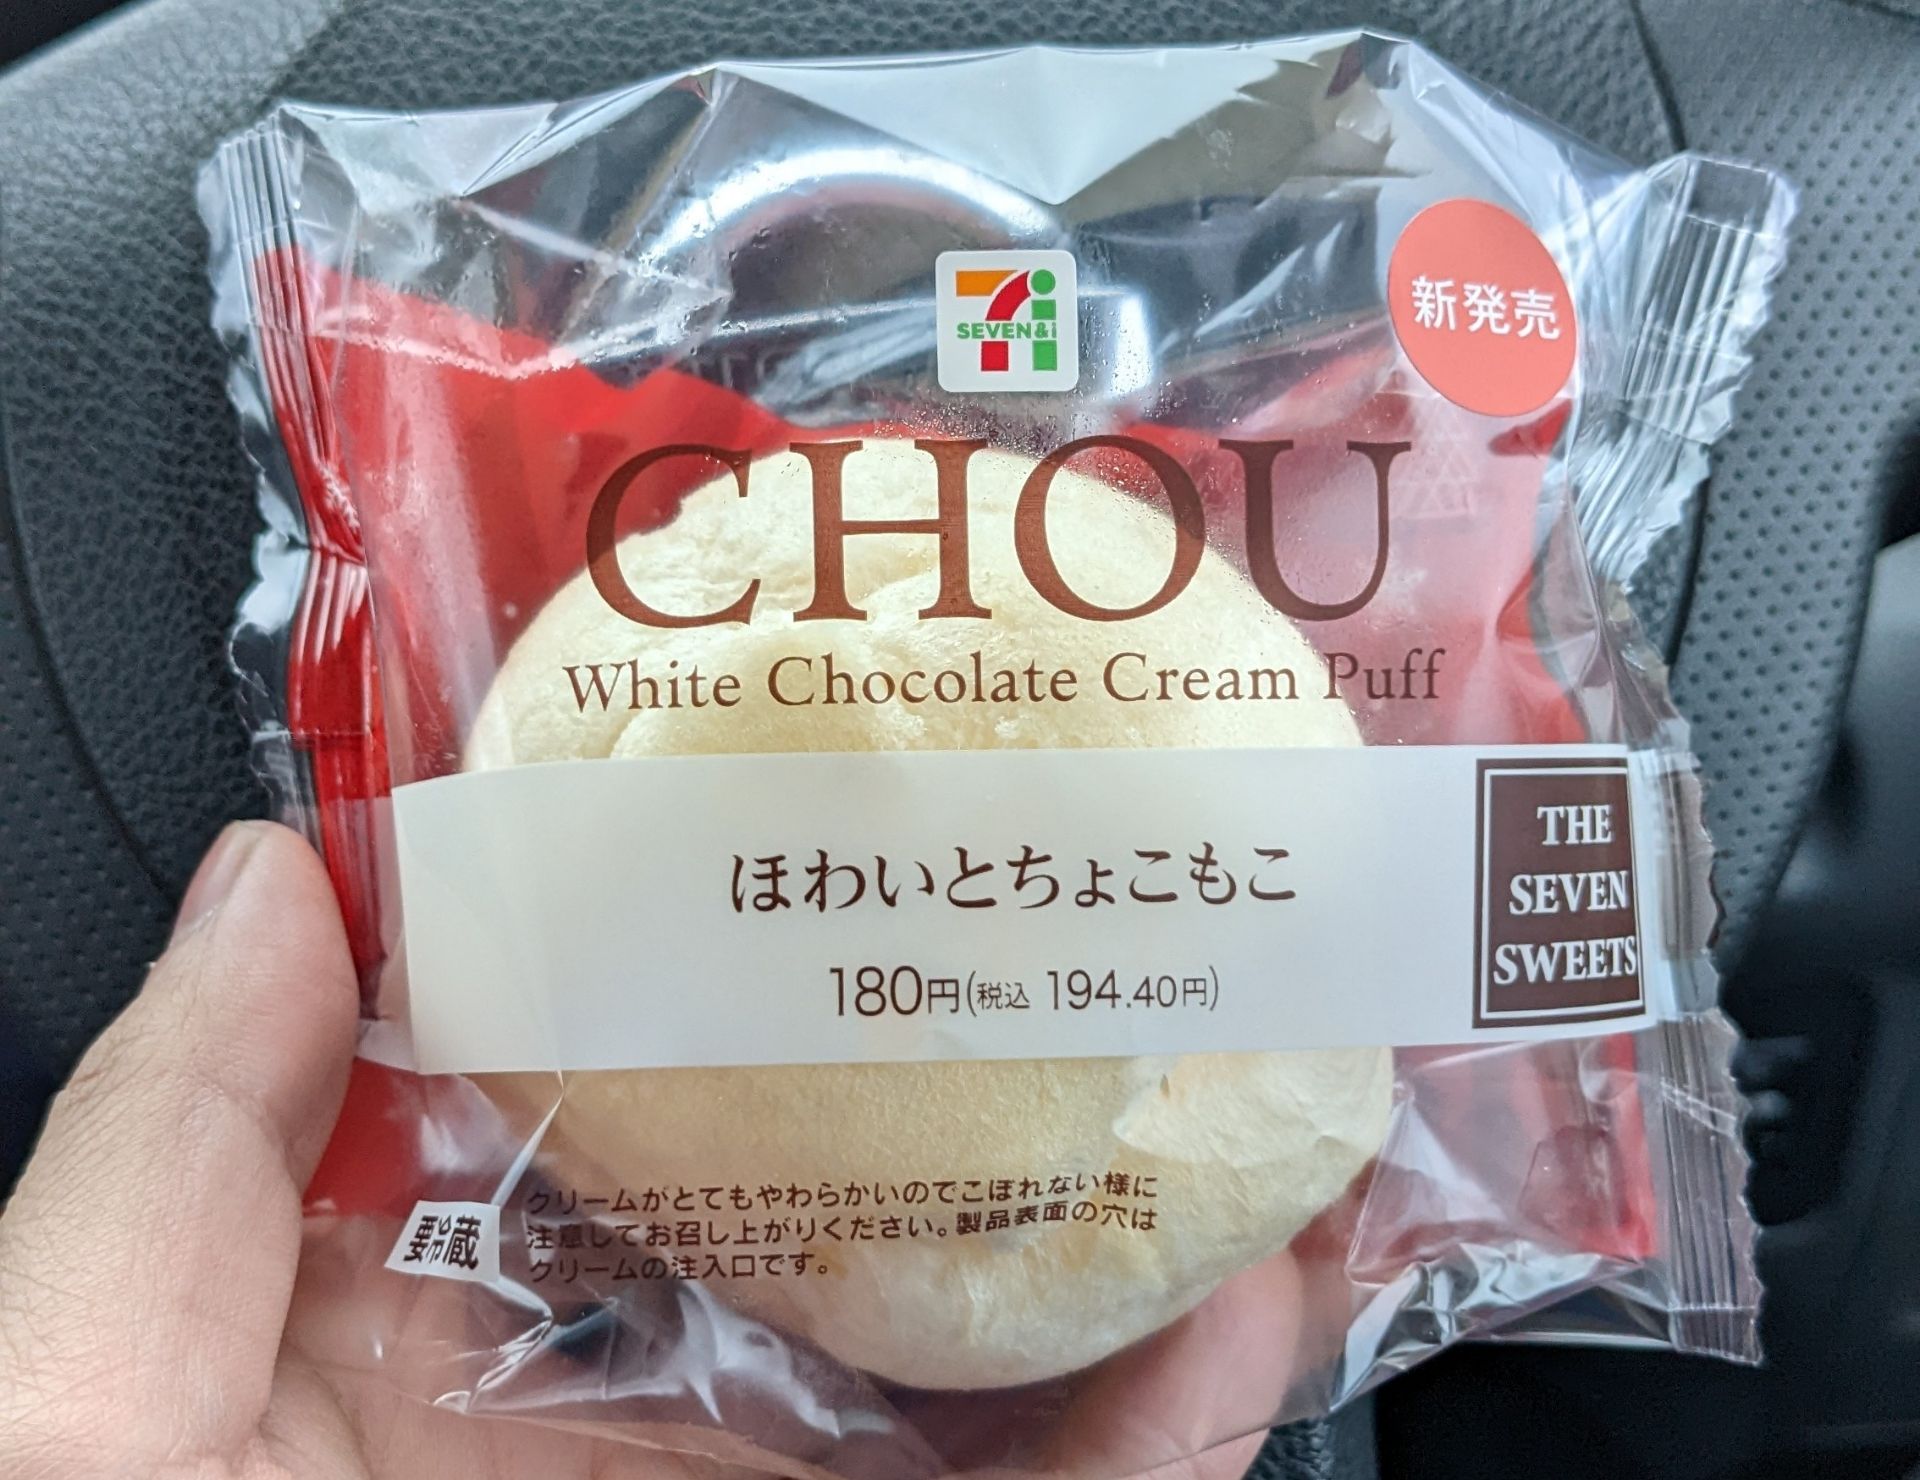 SEVEN&i
新発売
CHOU
White Chocolate Cream Puff
ほわいとちょこもこ
180円(税込 194.40円)
THE
SEVEN
SWEETS
要冷蔵
クリームがとてもやわらかいのでこぼれない様に
注意してお召し上がりください。製品表面の穴は
クリームの注入口です。